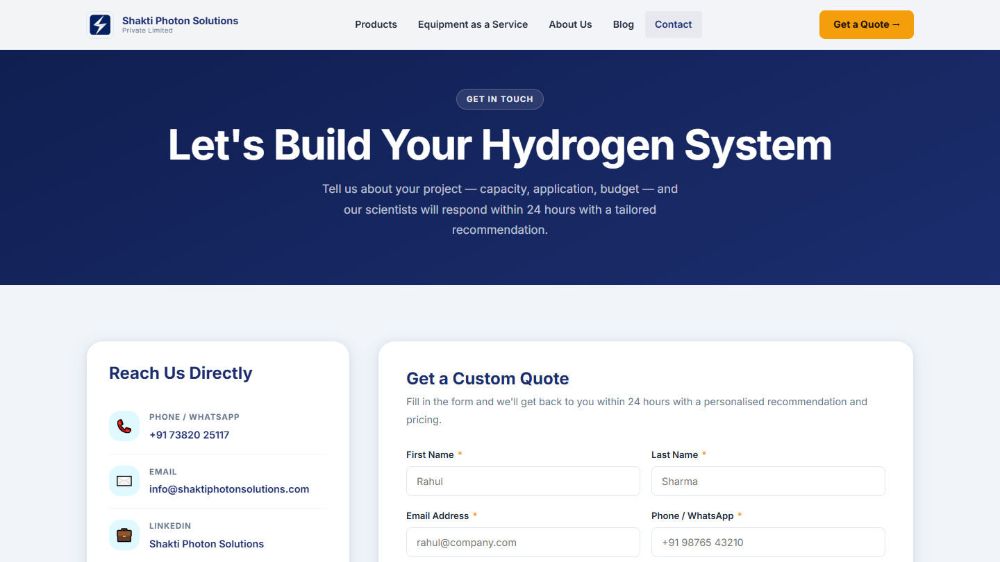 Shakti Photon Solutions
Private Limited
Products
Equipment as a Service
About Us
Blog
Contact
Get a Quote →
GET IN TOUCH
Let's Build Your Hydrogen System
Tell us about your project — capacity, application, budget — and
our scientists will respond within 24 hours with a tailored
recommendation.
Reach Us Directly
PHONE / WHATSAPP
+91 73820 25117
EMAIL
info@shaktiphotonsolutions.com
LINKEDIN
Shakti Photon Solutions
Get a Custom Quote
Fill in the form and we'll get back to you within 24 hours with a personalised recommendation and
pricing.
First Name *
Rahul
Last Name *
Sharma
Email Address *
rahul@company.com
Phone / WhatsApp *
+91 98765 43210